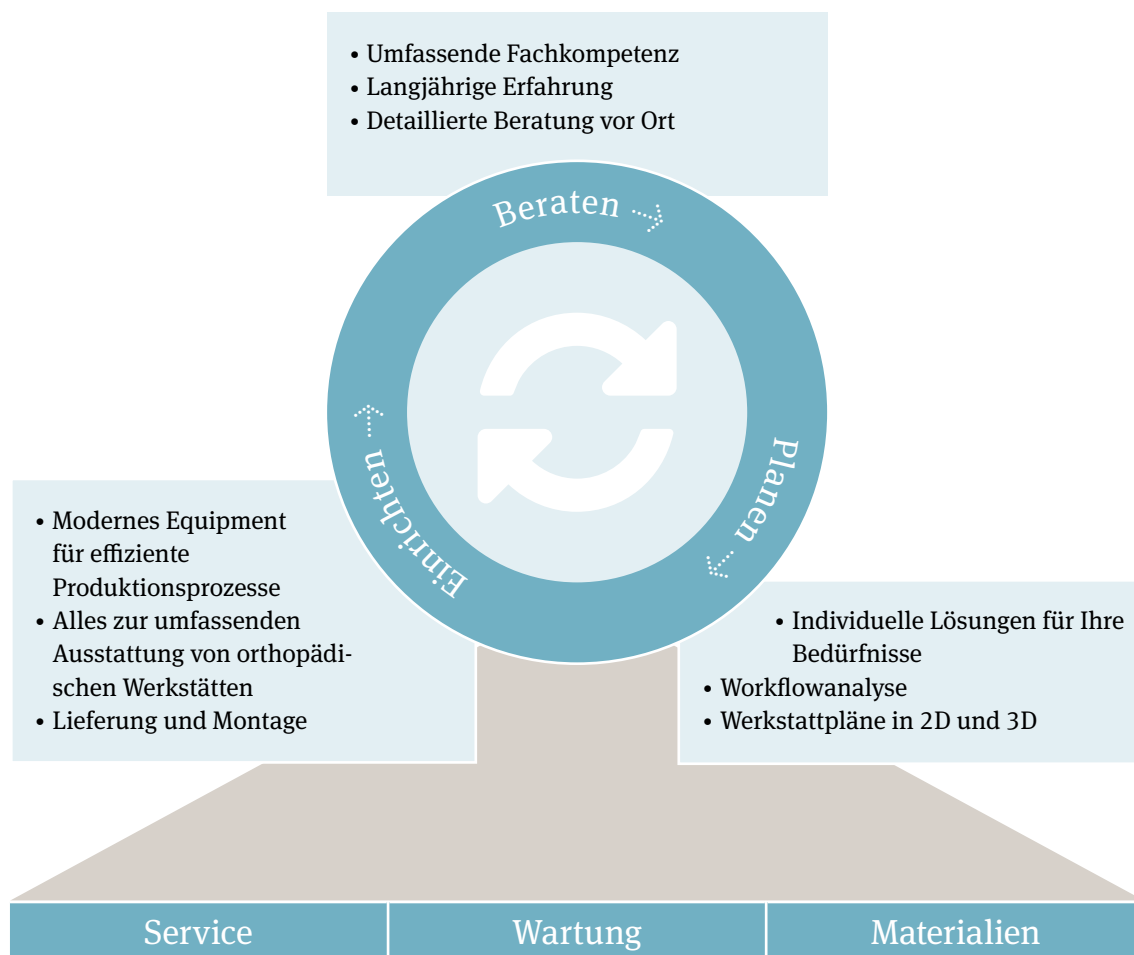 • Umfassende Fachkompetenz
• Langjährige Erfahrung
• Detaillierte Beratung vor Ort
Beraten
Planen
Einrichten
• Modernes Equipment
für effiziente
Produktionsprozesse
• Alles zur umfassenden
Ausstattung von orthopädi-
schen Werkstätten
• Lieferung und Montage
• Individuelle Lösungen für Ihre
Bedürfnisse
• Workflowanalyse
• Werkstattpläne in 2D und 3D
Service
Wartung
Materialien